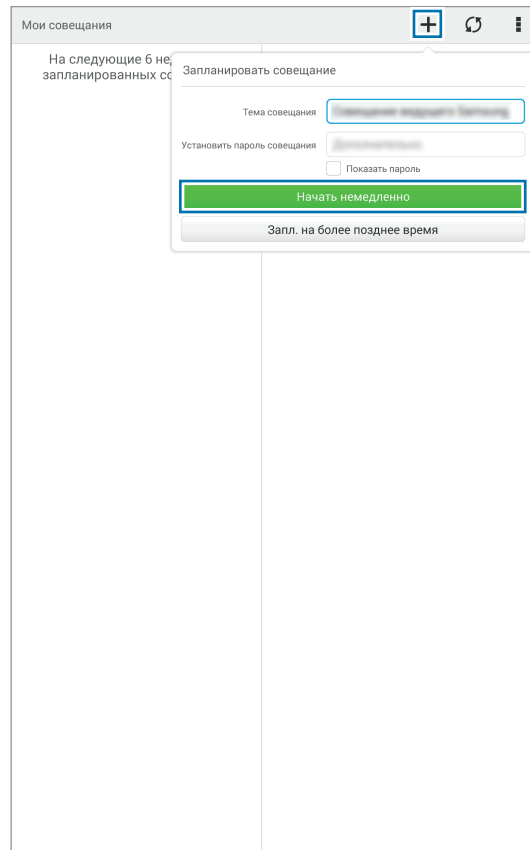 Мои совещания
На следующие 6 нед
запланированных со
Запланировать совещание
Тема совещания
Установить пароль совещания
Показать пароль
Начать немедленно
Запл. на более позднее время